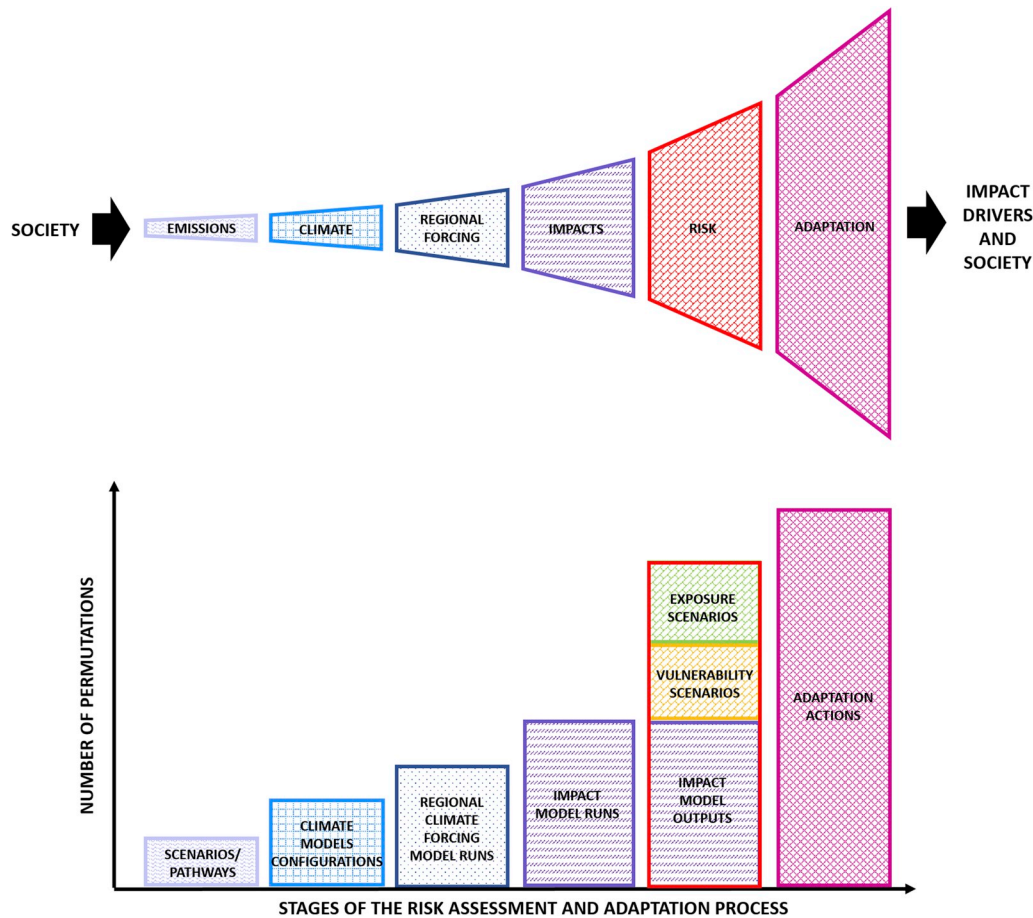 SOCIETY
EMISSIONS
CLIMATE
REGIONAL
FORCING
IMPACTS
RISK
ADAPTATION
IMPACT
DRIVERS
AND
SOCIETY
NUMBER OF PERMUTATIONS
SCENARIOS/
PATHWAYS
CLIMATE
MODELS
CONFIGURATIONS
REGIONAL
CLIMATE
FORCING
MODEL RUNS
IMPACT
MODEL RUNS
EXPOSURE
SCENARIOS
VULNERABILITY
SCENARIOS
IMPACT
MODEL
OUTPUTS
ADAPTATION
ACTIONS
STAGES OF THE RISK ASSESSMENT AND ADAPTATION PROCESS